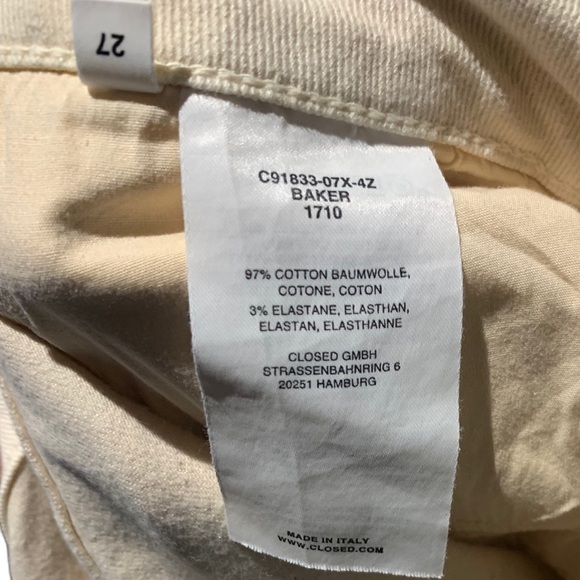 27
C91833-07X-4Z
BAKER
1710
97% COTTON BAUMWOLLE,
COTONE, COTON
3% ELASTANE, ELASTHAN,
ELASTAN, ELASTHANNE
CLOSED GMBH
STRASSENBAHNRING 6
20251 HAMBURG
MADE IN ITALY
WWW.CLOSED.COM